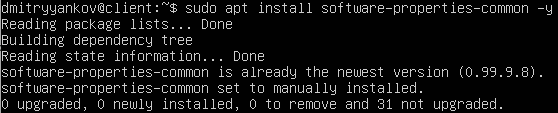 dmitryyankov@client:~$ sudo apt install software-properties-common -y
Reading package lists... Done
Building dependency tree
Reading state information... Done
software-properties-common is already the newest version (0.99.9.8).
software-properties-common set to manually installed.
0 upgraded, 0 newly installed, 0 to remove and 31 not upgraded.